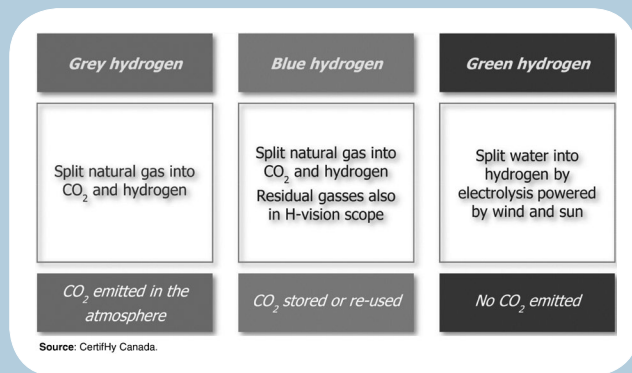 Grey hydrogen
Blue hydrogen
Green hydrogen
Split natural gas into
CO₂ and hydrogen
Split natural gas into
CO₂ and hydrogen
Residual gasses also
in H-vision scope
Split water into
hydrogen by
electrolysis powered
by wind and sun
CO₂ emitted in the
atmosphere
CO₂ stored or re-used
No CO₂ emitted
Source: CertifHy Canada.